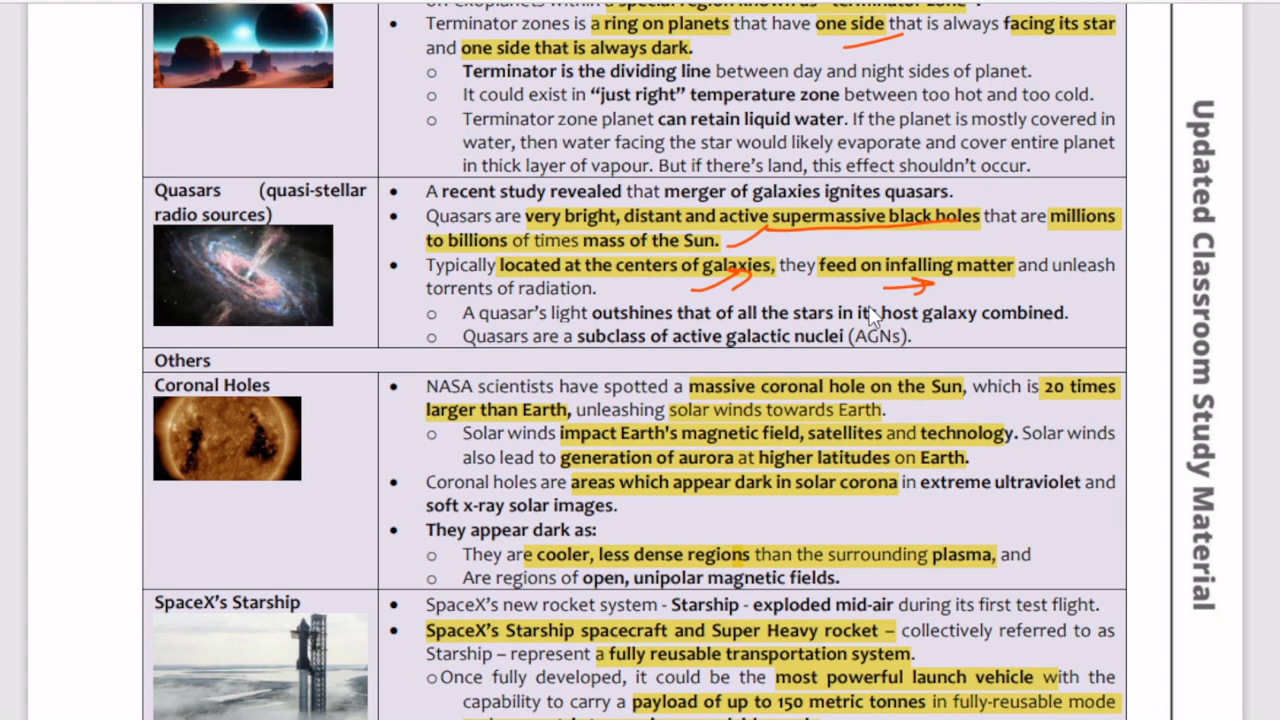 on exoplanets within a special region known as "terminator zone".
• Terminator zones is a ring on planets that have one side that is always facing its star
and one side that is always dark.
o Terminator is the dividing line between day and night sides of planet.
o It could exist in “just right” temperature zone between too hot and too cold.
o Terminator zone planet can retain liquid water. If the planet is mostly covered in
water, then water facing the star would likely evaporate and cover entire planet
in thick layer of vapour. But if there’s land, this effect shouldn’t occur.
Quasars (quasi-stellar
radio sources)
• A recent study revealed that merger of galaxies ignites quasars.
• Quasars are very bright, distant and active supermassive black holes that are millions
to billions of times mass of the Sun.
• Typically located at the centers of galaxies, they feed on infalling matter and unleash
torrents of radiation.
o A quasar’s light outshines that of all the stars in its host galaxy combined.
o Quasars are a subclass of active galactic nuclei (AGNs).
Others
Coronal Holes
• NASA scientists have spotted a massive coronal hole on the Sun, which is 20 times
larger than Earth, unleashing solar winds towards Earth.
o Solar winds impact Earth's magnetic field, satellites and technology. Solar winds
also lead to generation of aurora at higher latitudes on Earth.
• Coronal holes are areas which appear dark in solar corona in extreme ultraviolet and
soft x-ray solar images.
• They appear dark as:
o They are cooler, less dense regions than the surrounding plasma, and
o Are regions of open, unipolar magnetic fields.
SpaceX’s Starship
• SpaceX’s new rocket system - Starship - exploded mid-air during its first test flight.
• SpaceX’s Starship spacecraft and Super Heavy rocket – collectively referred to as
Starship – represent a fully reusable transportation system.
o Once fully developed, it could be the most powerful launch vehicle with the
capability to carry a payload of up to 150 metric tonnes in fully-reusable mode
Updated Classroom Study Material